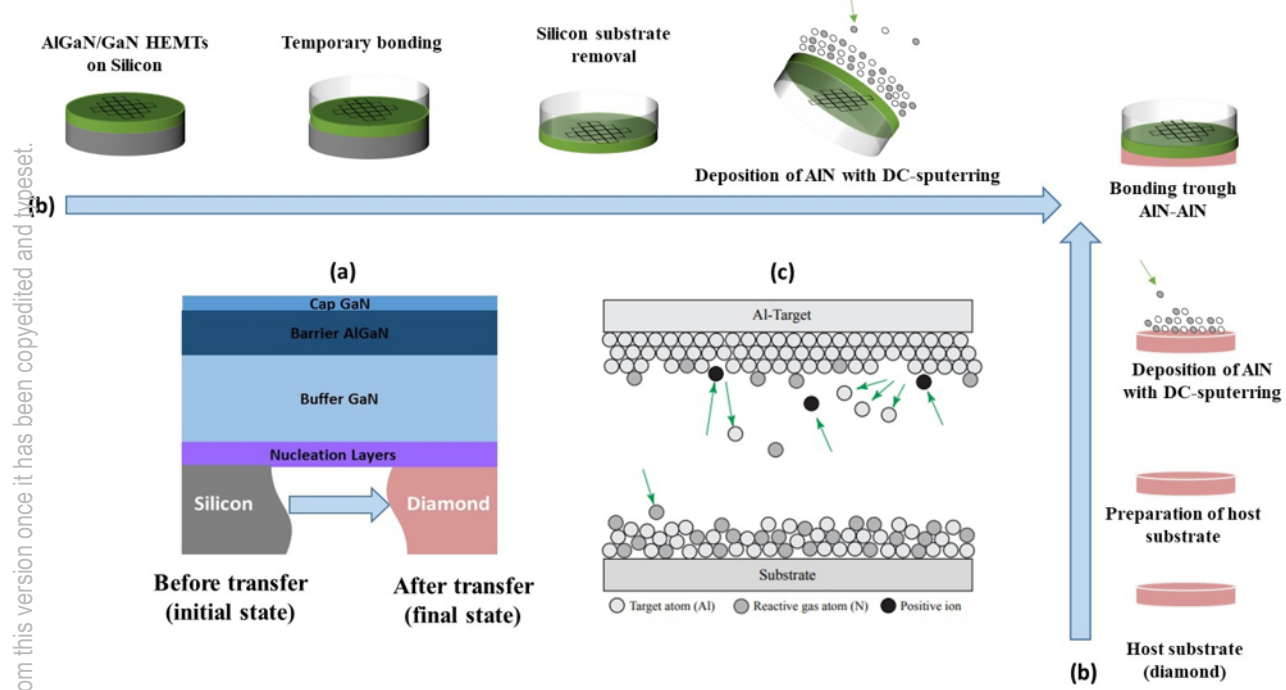 AlGaN/GaN HEMTs
on Silicon
Temporary bonding
Silicon substrate
removal
Deposition of AlN with DC-sputerring
Bonding trough
AlN-AlN
(b)
om this version once it has been copyedited and typeset.
(a)
Cap GaN
Barrier AlGaN
Buffer GaN
Nucleation Layers
Silicon
Diamond
Before transfer
(initial state)
After transfer
(final state)
(c)
Al-Target
Substrate
Target atom (Al)
Reactive gas atom (N)
Positive ion
Deposition of AlN
with DC-sputerring
Preparation of host
substrate
Host substrate
(diamond)
(b)